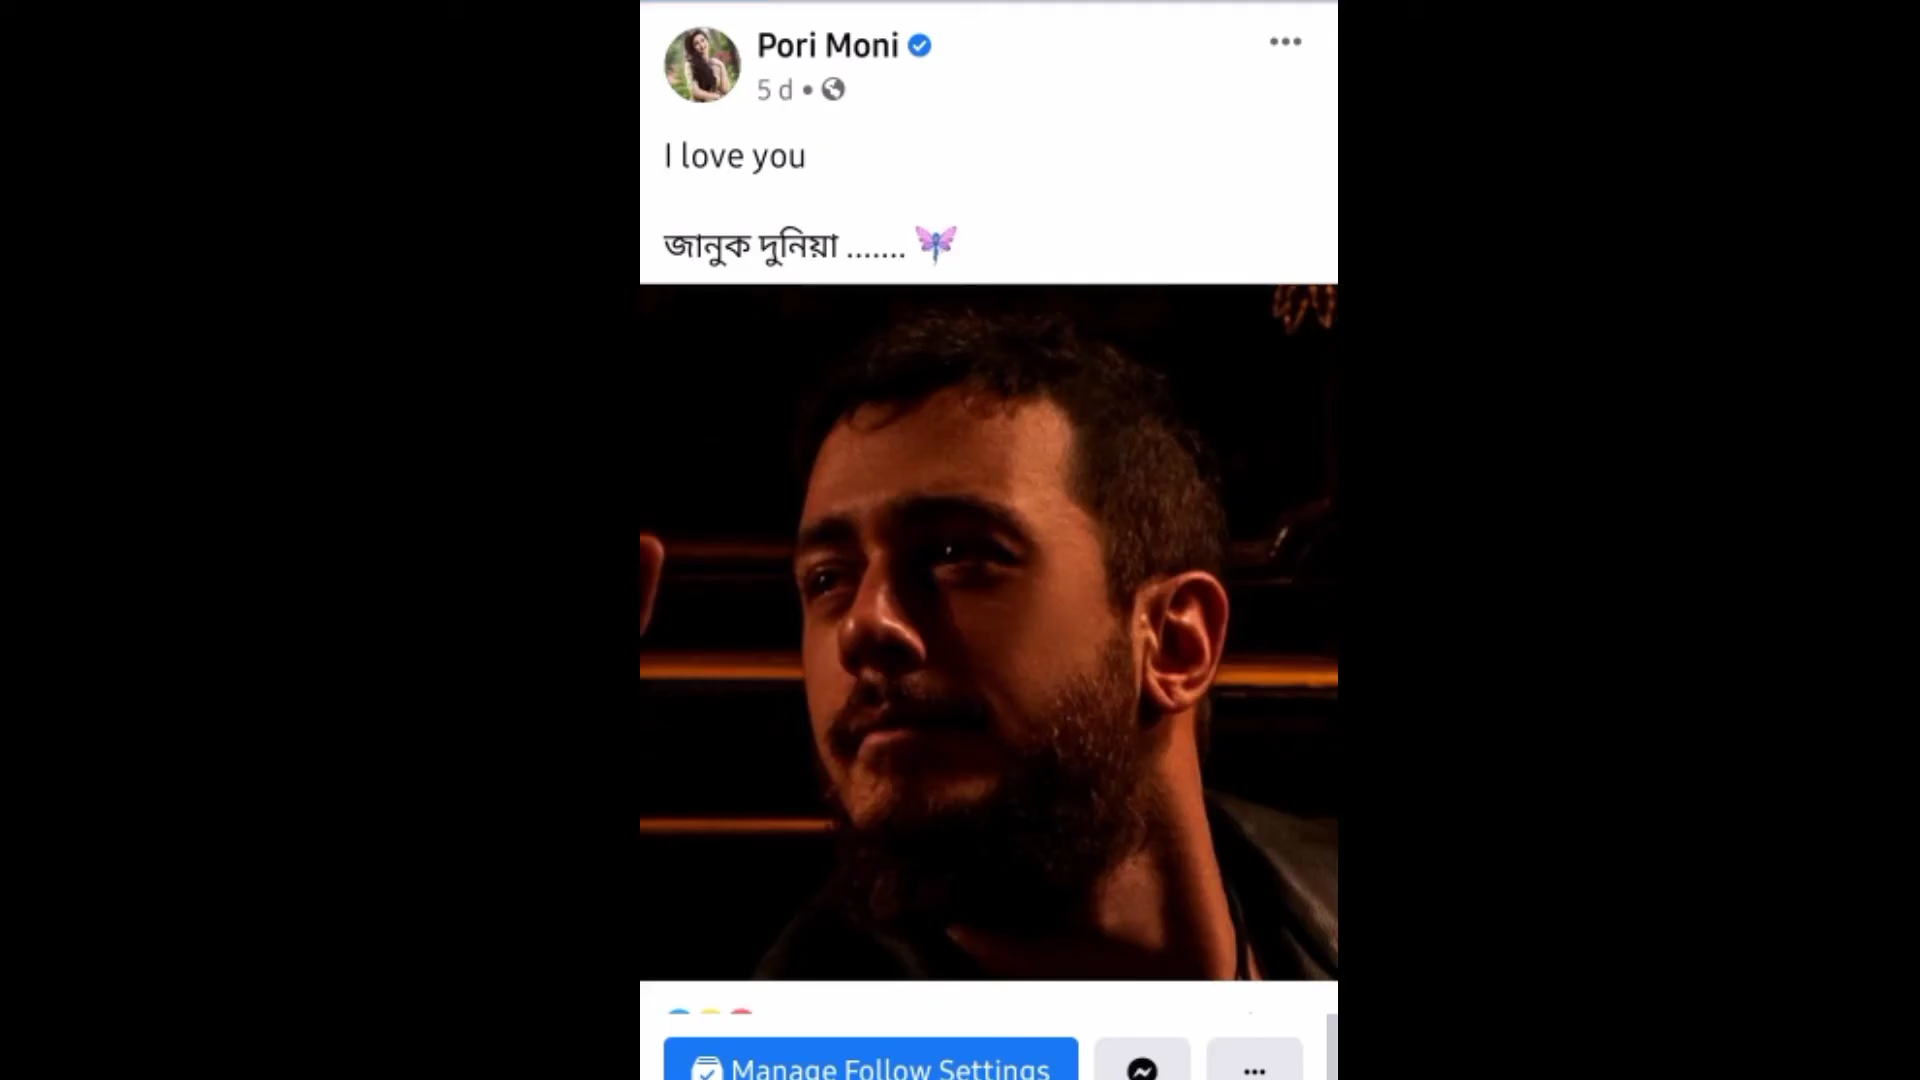 Pori Moni
5 d
I love you
জানুক দুনিয়া .......
Manage Follow Settings